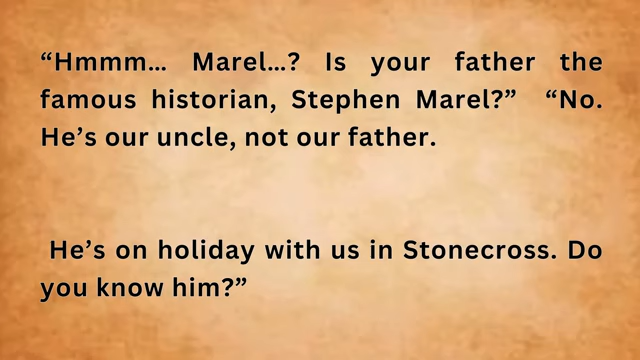 “Hmmm… Marel…? Is your father the
famous historian, Stephen Marel?” “No.
He’s our uncle, not our father.
He’s on holiday with us in Stonecross. Do
you know him?”